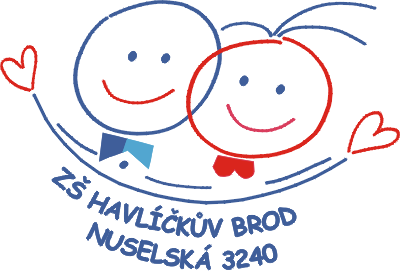 ZŠ HAVLÍČKŮV BROD
NUSELSKÁ 3240